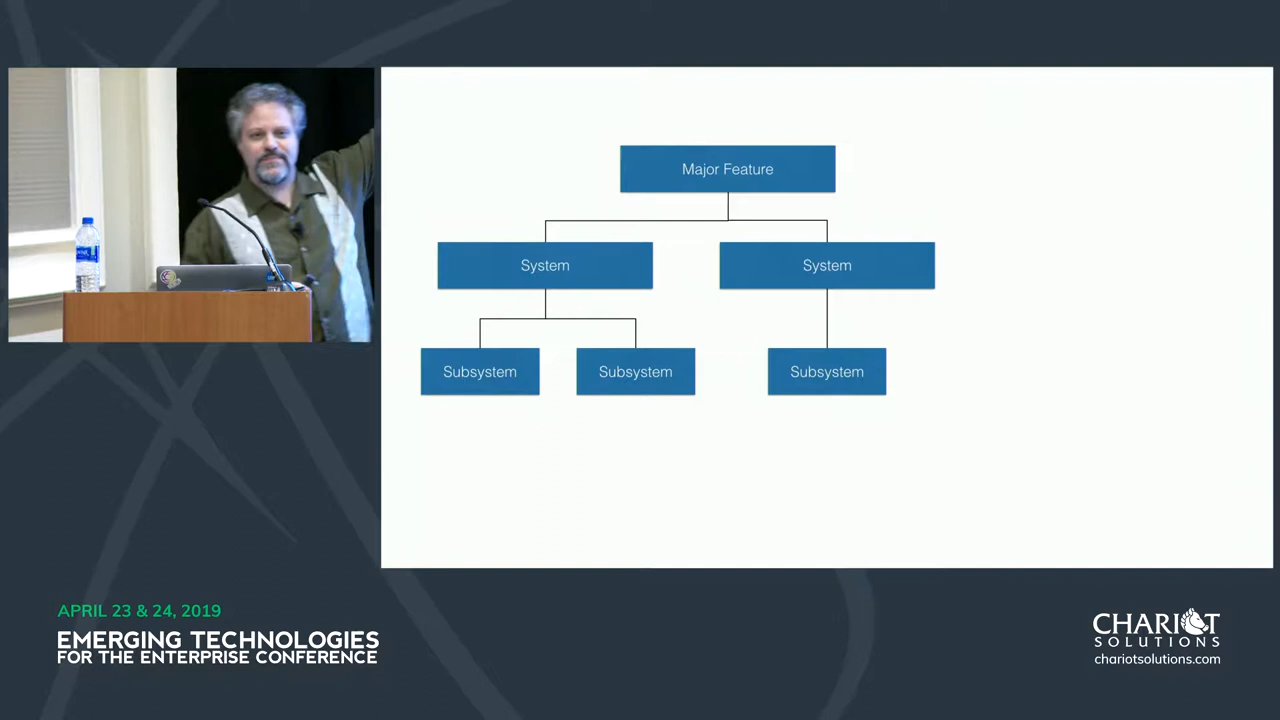 Major Feature
System
System
Subsystem
Subsystem
Subsystem
APRIL 23 & 24, 2019
EMERGING TECHNOLOGIES
FOR THE ENTERPRISE CONFERENCE
CHARIOT
SOLUTIONS
chariotsolutions.com